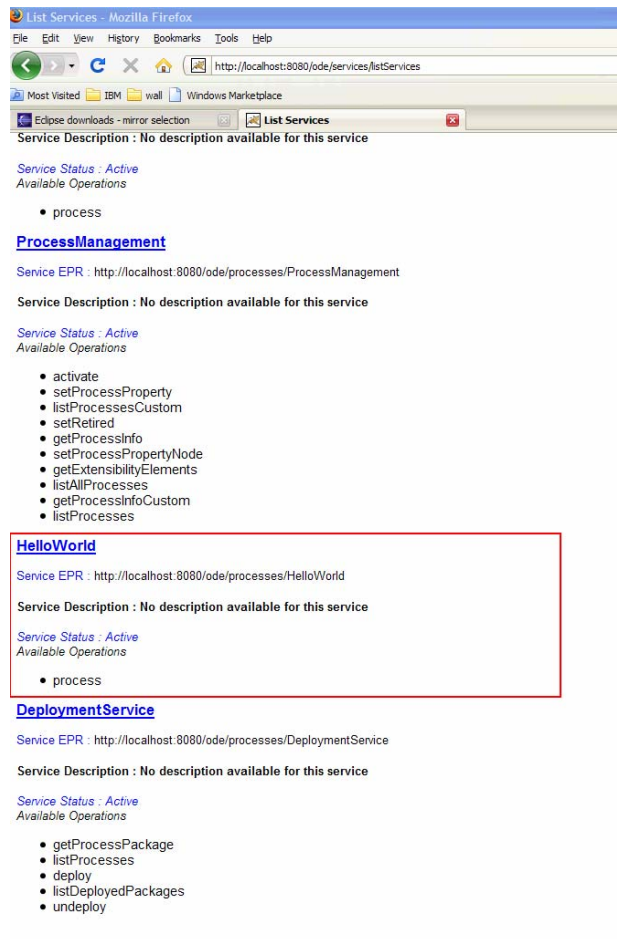 List Services - Mozilla Firefox
File Edit View History Bookmarks Tools Help
http://localhost:8080/ode/services/listServices
Most Visited IBM wall Windows Marketplace
Eclipse downloads - mirror selection List Services
Service Description : No description available for this service
Service Status : Active
Available Operations
• process
ProcessManagement
Service EPR : http://localhost:8080/ode/processes/ProcessManagement
Service Description : No description available for this service
Service Status : Active
Available Operations
• activate
• setProcessProperty
• listProcessesCustom
• setRetired
• getProcessInfo
• setProcessPropertyNode
• getExtensibilityElements
• listAllProcesses
• getProcessInfoCustom
• listProcesses
HelloWorld
Service EPR : http://localhost:8080/ode/processes/HelloWorld
Service Description : No description available for this service
Service Status : Active
Available Operations
• process
DeploymentService
Service EPR : http://localhost:8080/ode/processes/DeploymentService
Service Description : No description available for this service
Service Status : Active
Available Operations
• getProcessPackage
• listProcesses
• deploy
• listDeployedPackages
• undeploy